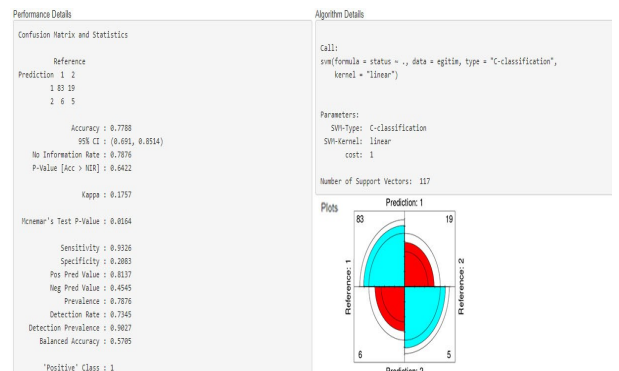 Performance Details
Confusion Matrix and Statistics
Reference
Prediction 1 2
1 83 19
2 6 5
Accuracy : 0.7788
95% CI : (0.691, 0.8514)
No Information Rate : 0.7876
P-Value [Acc > NIR] : 0.6422
Kappa : 0.1757
Mcnemar's Test P-Value : 0.0164
Sensitivity : 0.9326
Specificity : 0.2083
Pos Pred Value : 0.8137
Neg Pred Value : 0.4545
Prevalence : 0.7876
Detection Rate : 0.7345
Detection Prevalence : 0.9027
Balanced Accuracy : 0.5705
'Positive' Class : 1
Algorithm Details
Call:
svm(formula = status ~ ., data = egitim, type = "C-classification",
kernel = "linear")
Parameters:
SVM-Type: C-classification
SVM-Kernel: linear
cost: 1
Number of Support Vectors: 117
Plots
Prediction: 1
83 19
Reference: 1
Reference: 2
6 5
Prediction: 2